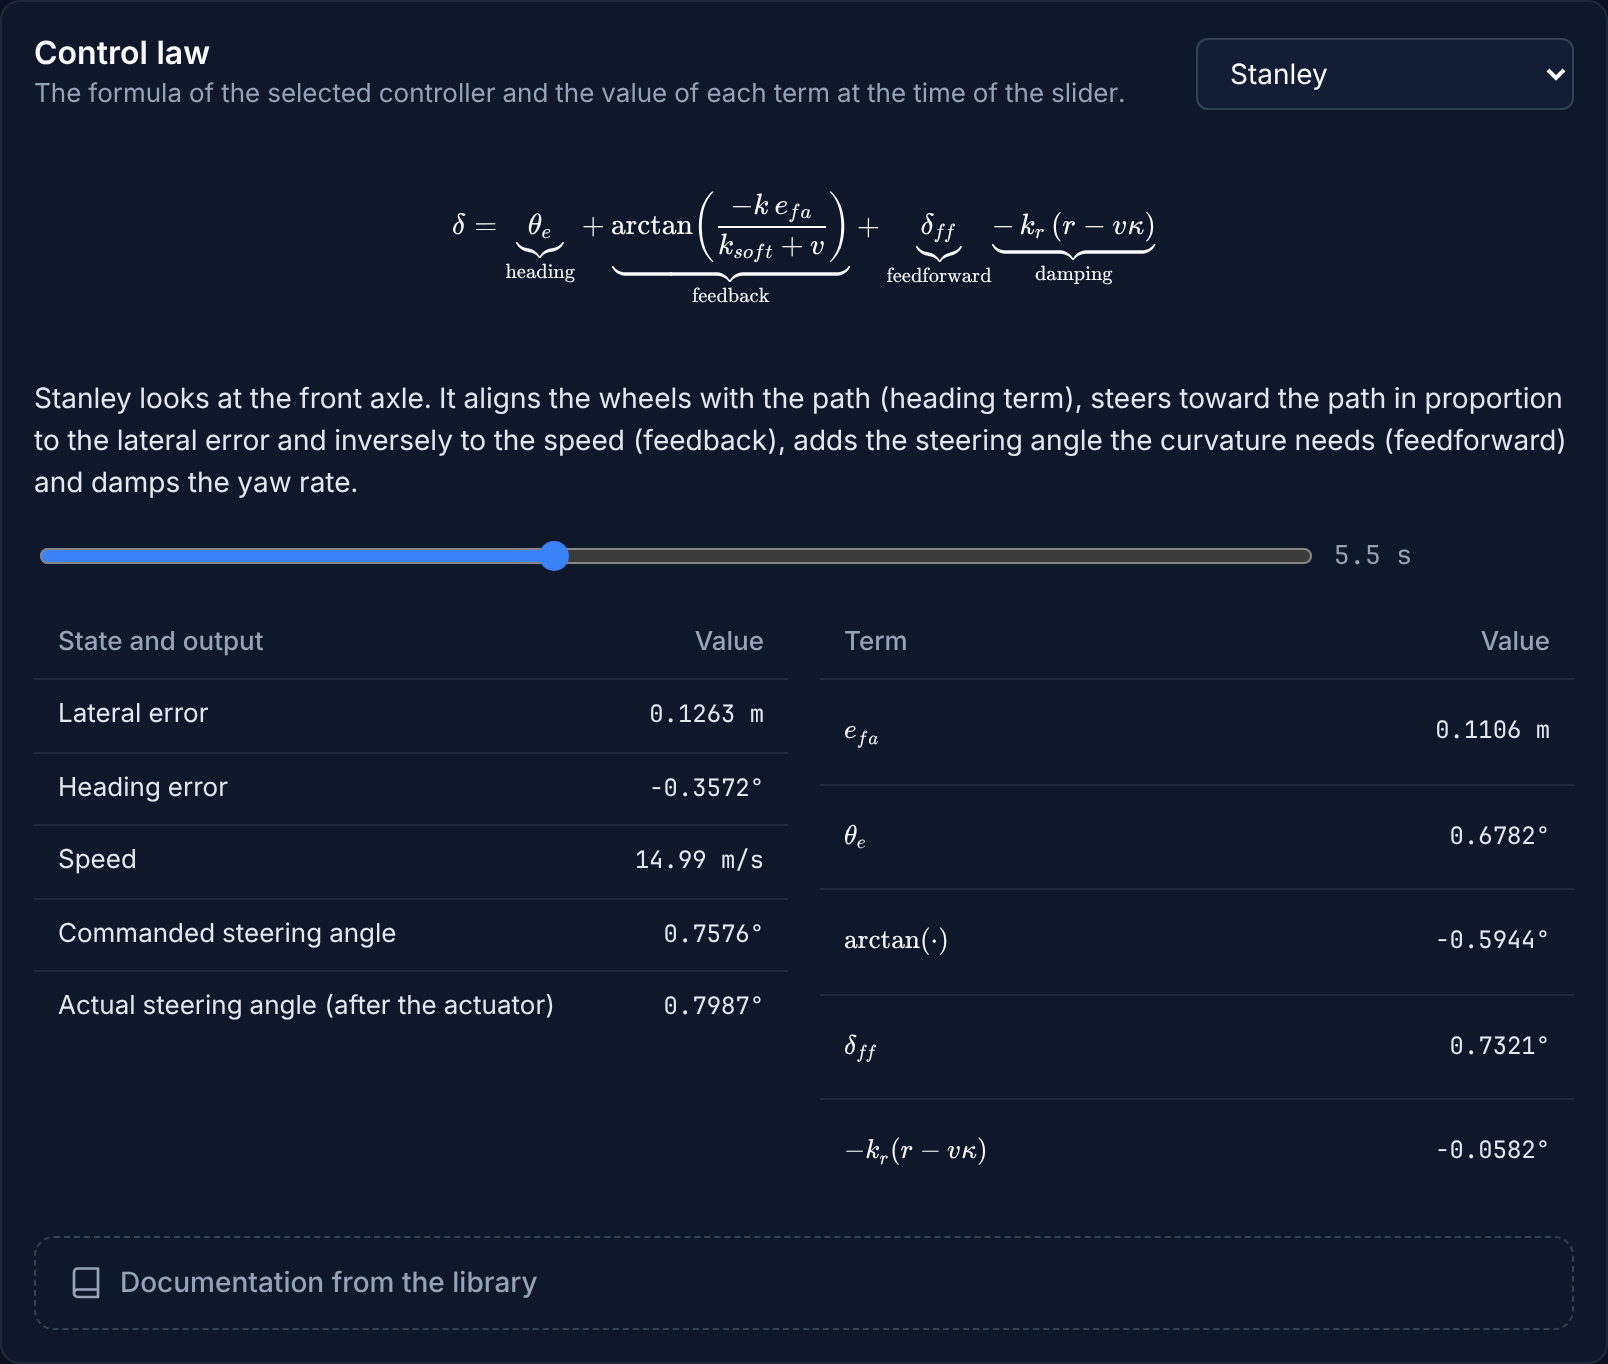 Control law
Stanley
The formula of the selected controller and the value of each term at the time of the slider.
δ = θ_e + arctan(−k e_fa / (k_soft + v)) + δ_ff − k_r (r − vκ)
heading
feedback
feedforward
damping
Stanley looks at the front axle. It aligns the wheels with the path (heading term), steers toward the path in proportion
to the lateral error and inversely to the speed (feedback), adds the steering angle the curvature needs (feedforward)
and damps the yaw rate.
5.5 s
State and output Value
Lateral error 0.1263 m
Heading error -0.3572°
Speed 14.99 m/s
Commanded steering angle 0.7576°
Actual steering angle (after the actuator) 0.7987°
Term Value
e_fa 0.1106 m
θ_e 0.6782°
arctan(·) -0.5944°
δ_ff 0.7321°
−k_r(r − vκ) -0.0582°
Documentation from the library